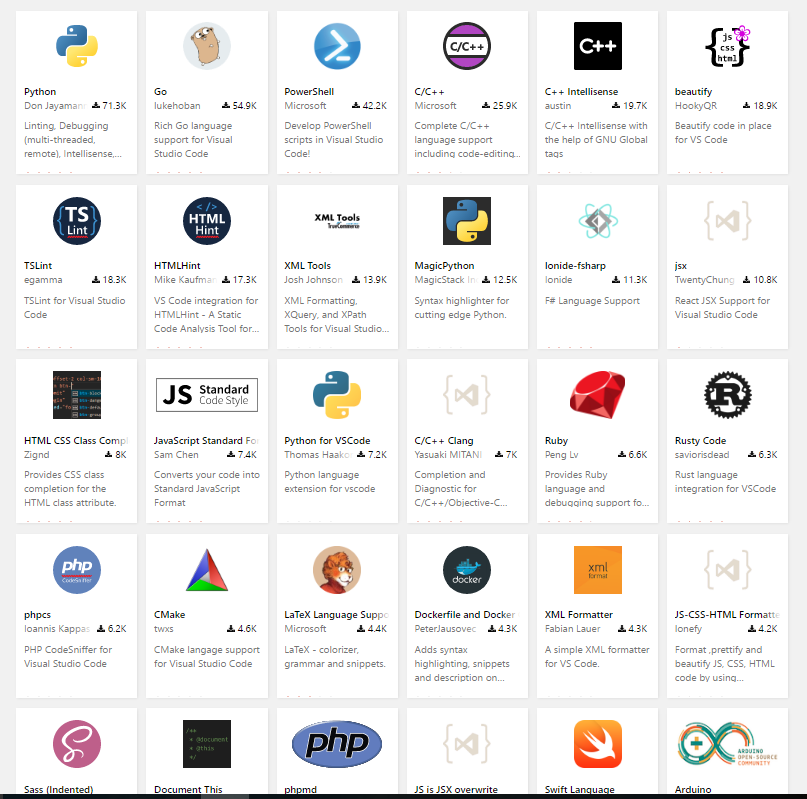 C/C++
C++
js
css
html
Python
Go
PowerShell
C/C++
C++ Intellisense
beautify
Don Jayaman 71.3K
lukehoban 54.9K
Microsoft 42.2K
Microsoft 25.9K
austin 19.7K
HookyQR 18.9K
Linting, Debugging
(multi-threaded,
remote), Intellisense,...
Rich Go language
support for Visual
Studio Code
Develop PowerShell
scripts in Visual Studio
Code!
Complete C/C++
language support
including code-editing...
C/C++ Intellisense with
the help of GNU Global
tags
Beautify code in place
for VS Code
{TS}
Lint
</>
HTML
Hint
XML Tools
TrueCommerce
TSLint
HTMLHint
XML Tools
MagicPython
Ionide-fsharp
jsx
egamma 18.3K
Mike Kaufman 17.3K
Josh Johnson 13.9K
MagicStack In 12.5K
Ionide 11.3K
TwentyChung 10.8K
TSLint for Visual Studio
Code
VS Code integration for
HTMLHint - A Static
Code Analysis Tool for...
XML Formatting,
XQuery, and XPath
Tools for Visual Studio...
Syntax highlighter for
cutting edge Python.
F# Language Support
React JSX Support for
Visual Studio Code
JS Standard
Code Style
R
HTML CSS Class Compl
JavaScript Standard For
Python for VSCode
C/C++ Clang
Ruby
Rusty Code
Zignd 8K
Sam Chen 7.4K
Thomas Haako 7.2K
Yasuaki MITANI 7K
Peng Lv 6.6K
saviorisdead 6.3K
Provides CSS class
completion for the
HTML class attribute.
Converts your code into
Standard JavaScript
Format
Python language
extension for vscode
Completion and
Diagnostic for
C/C++/Objective-C...
Provides Ruby
language and
debugging support fo...
Rust language
integration for VSCode
php
CodeSniffer
docker
xml
format
phpcs
CMake
LaTeX Language Suppo
Dockerfile and Docker
XML Formatter
JS-CSS-HTML Formatte
Ioannis Kappas 6.2K
twxs 4.6K
Microsoft 4.4K
PeterJausovec 4.3K
Fabian Lauer 4.3K
lonefy 4.2K
PHP CodeSniffer for
Visual Studio Code
CMake langage support
for Visual Studio Code
LaTeX - colorizer,
grammar and snippets.
Adds syntax
highlighting, snippets
and description on...
A simple XML formatter
for VS Code.
Format ,prettify and
beautify JS, CSS, HTML
code by using...
/**
* @document
* @this
*/
php
ARDUINO
OPEN-SOURCE
COMMUNITY
Sass (Indented)
Document This
phpmd
JS is JSX overwrite
Swift Language
Arduino